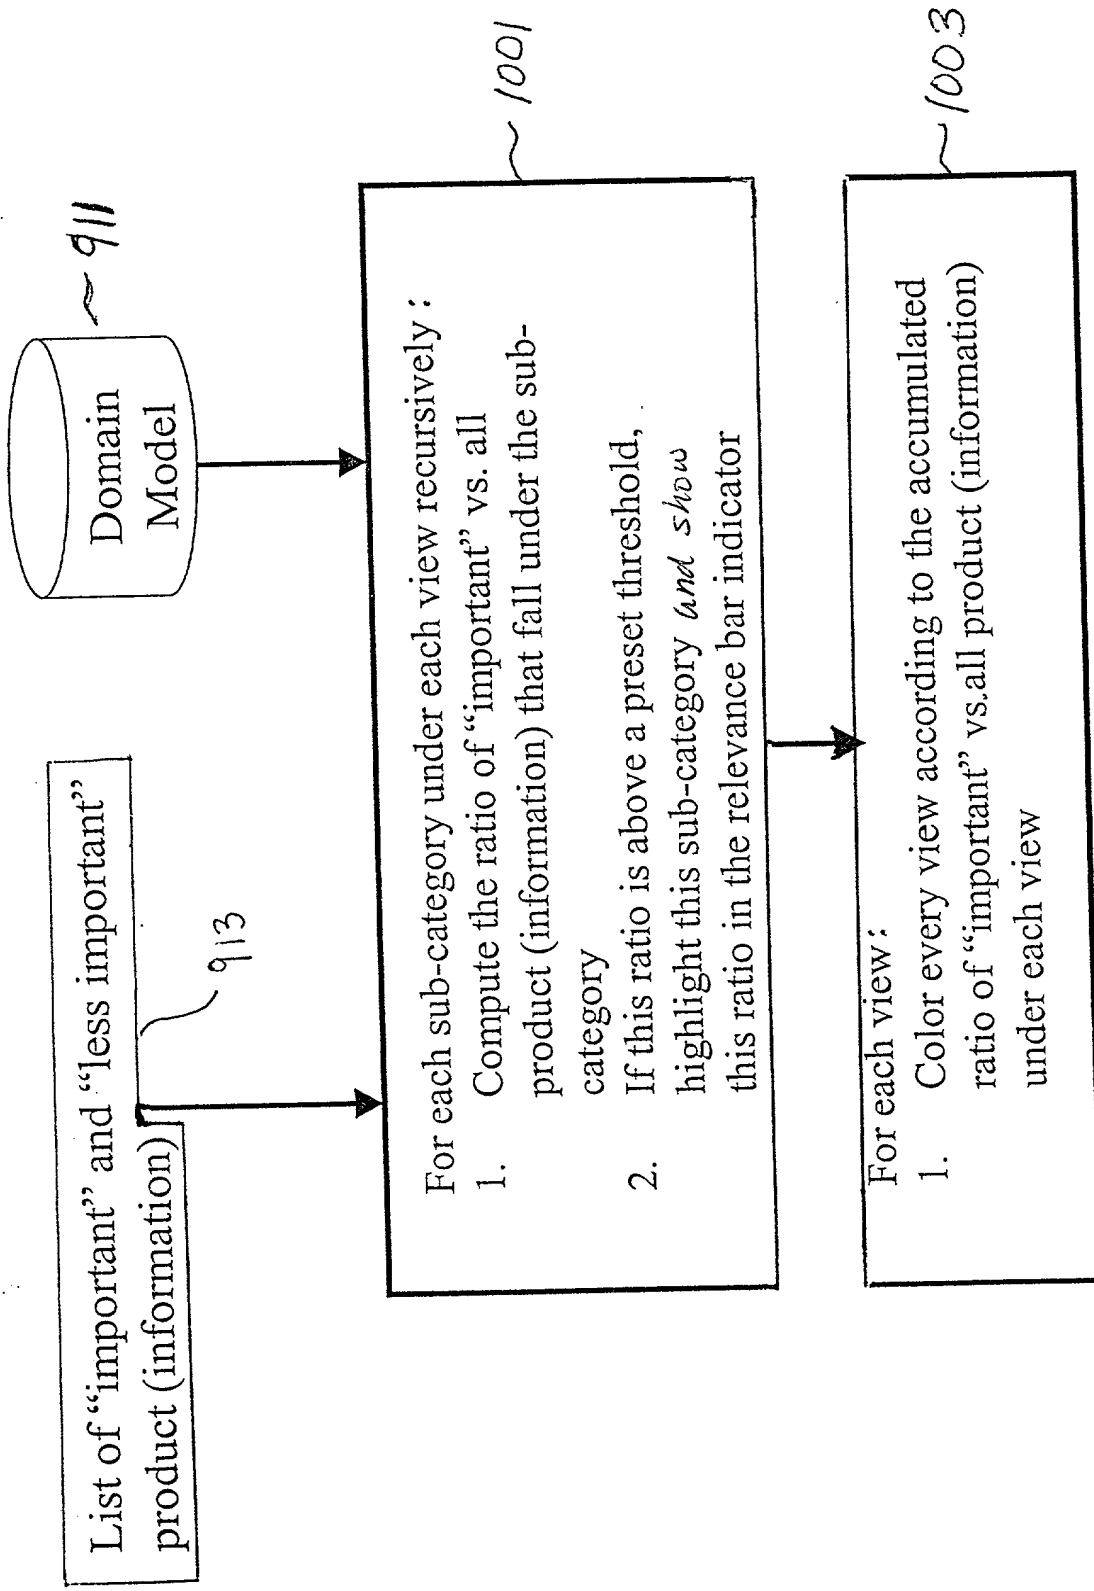 List of “important” and “less important”
product (information)
913
Domain
Model
~ 911
For each sub-category under each view recursively :
1. Compute the ratio of “important” vs. all
product (information) that fall under the sub-
category
2. If this ratio is above a preset threshold,
highlight this sub-category and show
this ratio in the relevance bar indicator
~ 1001
For each view :
1. Color every view according to the accumulated
ratio of “important” vs.all product (information)
under each view
~ 1003